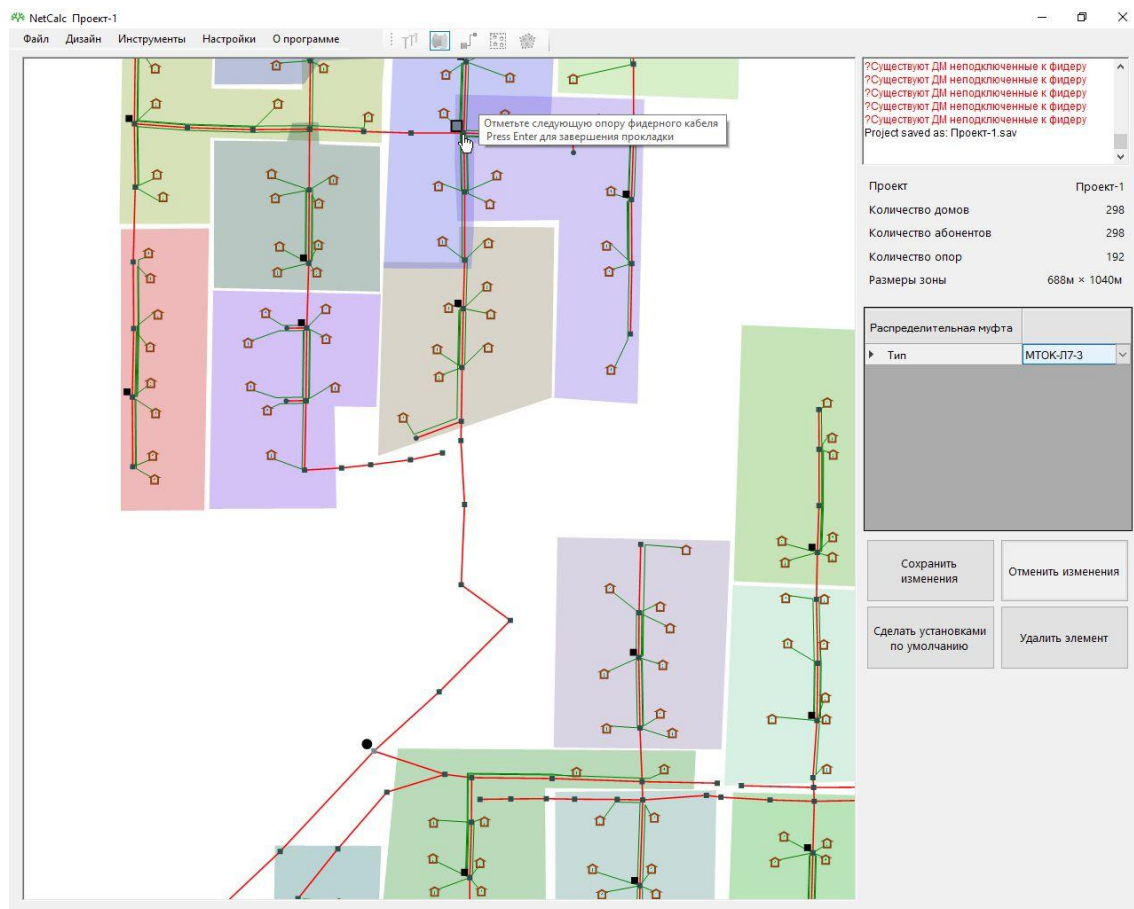 NetCalc Проект-1
Файл Дизайн Инструменты Настройки О программе
?Существуют ДМ неподключенные к фидеру
?Существуют ДМ неподключенные к фидеру
?Существуют ДМ неподключенные к фидеру
?Существуют ДМ неподключенные к фидеру
?Существуют ДМ неподключенные к фидеру
Project saved as: Проект-1.sav
Отметьте следующую опору фидерного кабеля
Press Enter для завершения прокладки
Проект Проект-1
Количество домов 298
Количество абонентов 298
Количество опор 192
Размеры зоны 688м × 1040м
Распределительная муфта
Тип МТОК-Л7-3
Сохранить
изменения
Отменить изменения
Сделать установками
по умолчанию
Удалить элемент